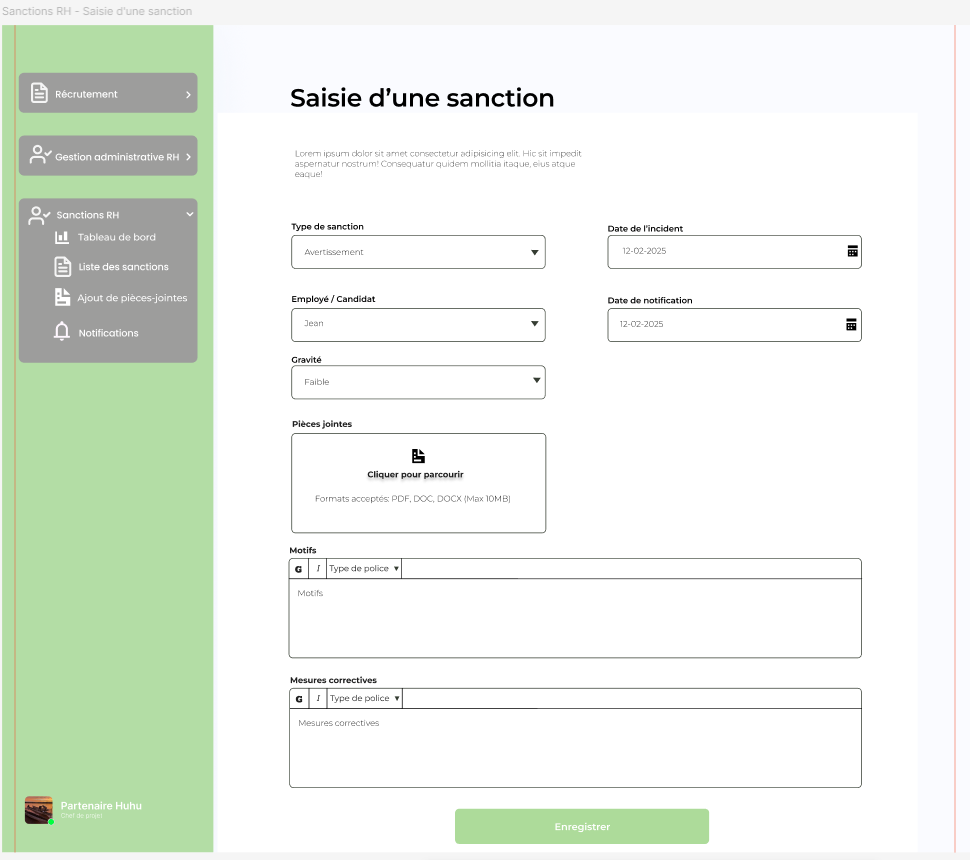 Sanctions RH - Saisie d'une sanction
Récrutement
Gestion administrative RH
Sanctions RH
Tableau de bord
Liste des sanctions
Ajout de pièces-jointes
Notifications
Partenaire Huhu
Chef de projet
Saisie d'une sanction
Lorem ipsum dolor sit amet consectetur adipisicing elit. Hic sit impedit
aspernatur nostrum! Consequatur quidem mollitia itaque, eius atque
eaque!
Type de sanction
Avertissement
Date de l'incident
12-02-2025
Employé / Candidat
Jean
Date de notification
12-02-2025
Gravité
Faible
Pièces jointes
Cliquer pour parcourir
Formats acceptés: PDF, DOC, DOCX (Max 10MB)
Motifs
G I Type de police
Motifs
Mesures correctives
G I Type de police
Mesures correctives
Enregistrer